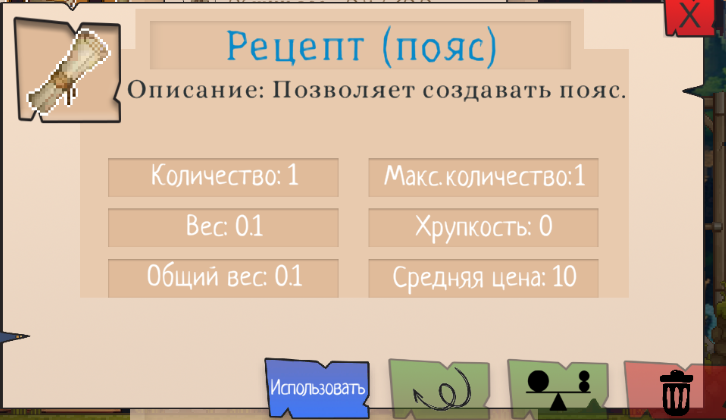 X
Рецепт (пояс)
Описание: Позволяет создавать пояс.
Количество: 1
Макс. количество: 1
Вес: 0.1
Хрупкость: 0
Общий вес: 0.1
Средняя цена: 10
Использовать